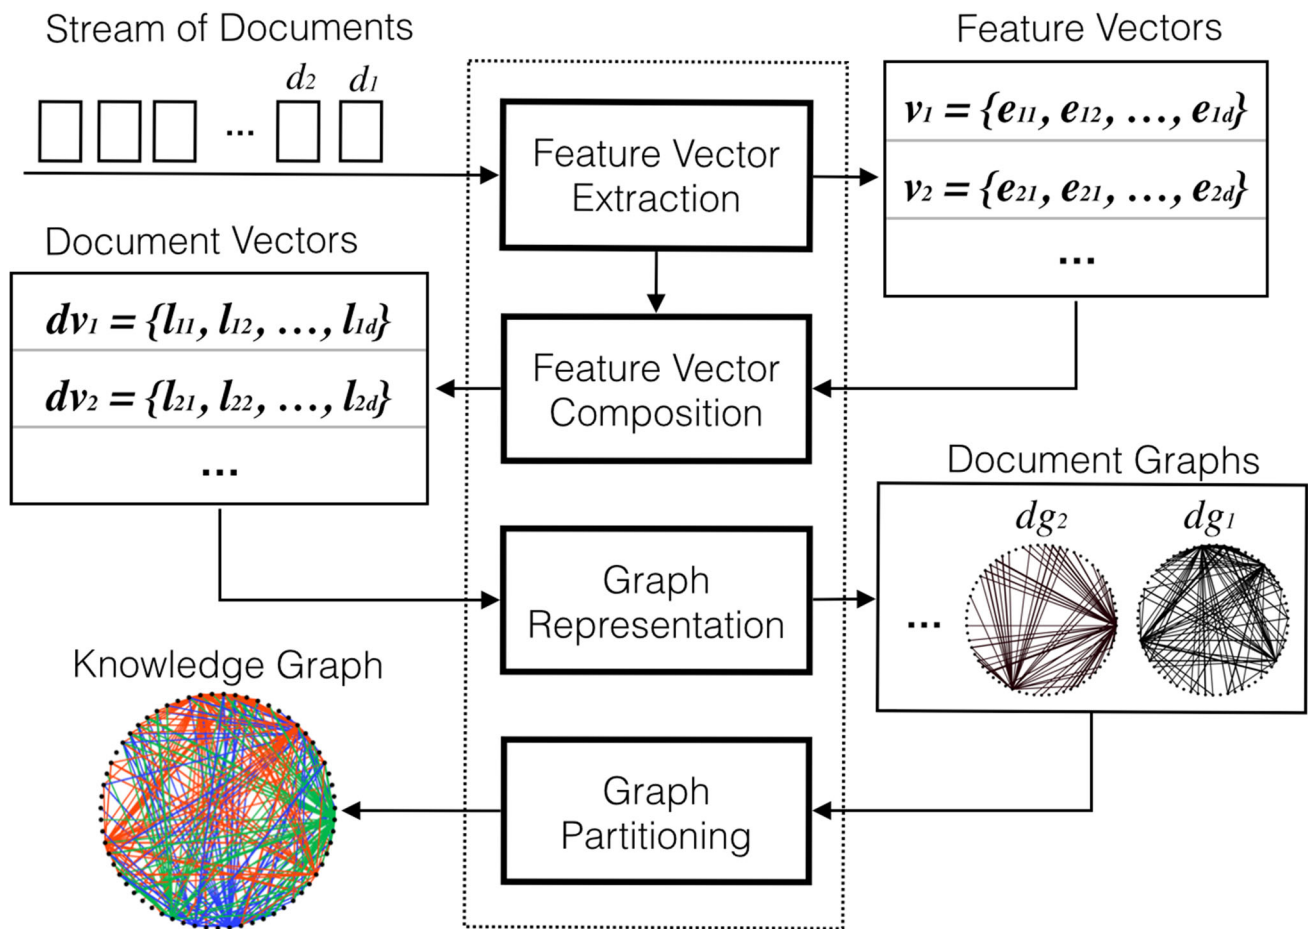 Stream of Documents
d2 d1
...
Feature Vector
Extraction
Feature Vectors
v1 = {e11, e12, ..., e1d}
v2 = {e21, e21, ..., e2d}
...
Document Vectors
dv1 = {l11, l12, ..., l1d}
dv2 = {l21, l22, ..., l2d}
...
Feature Vector
Composition
Document Graphs
dg2 dg1
...
Graph
Representation
Knowledge Graph
Graph
Partitioning